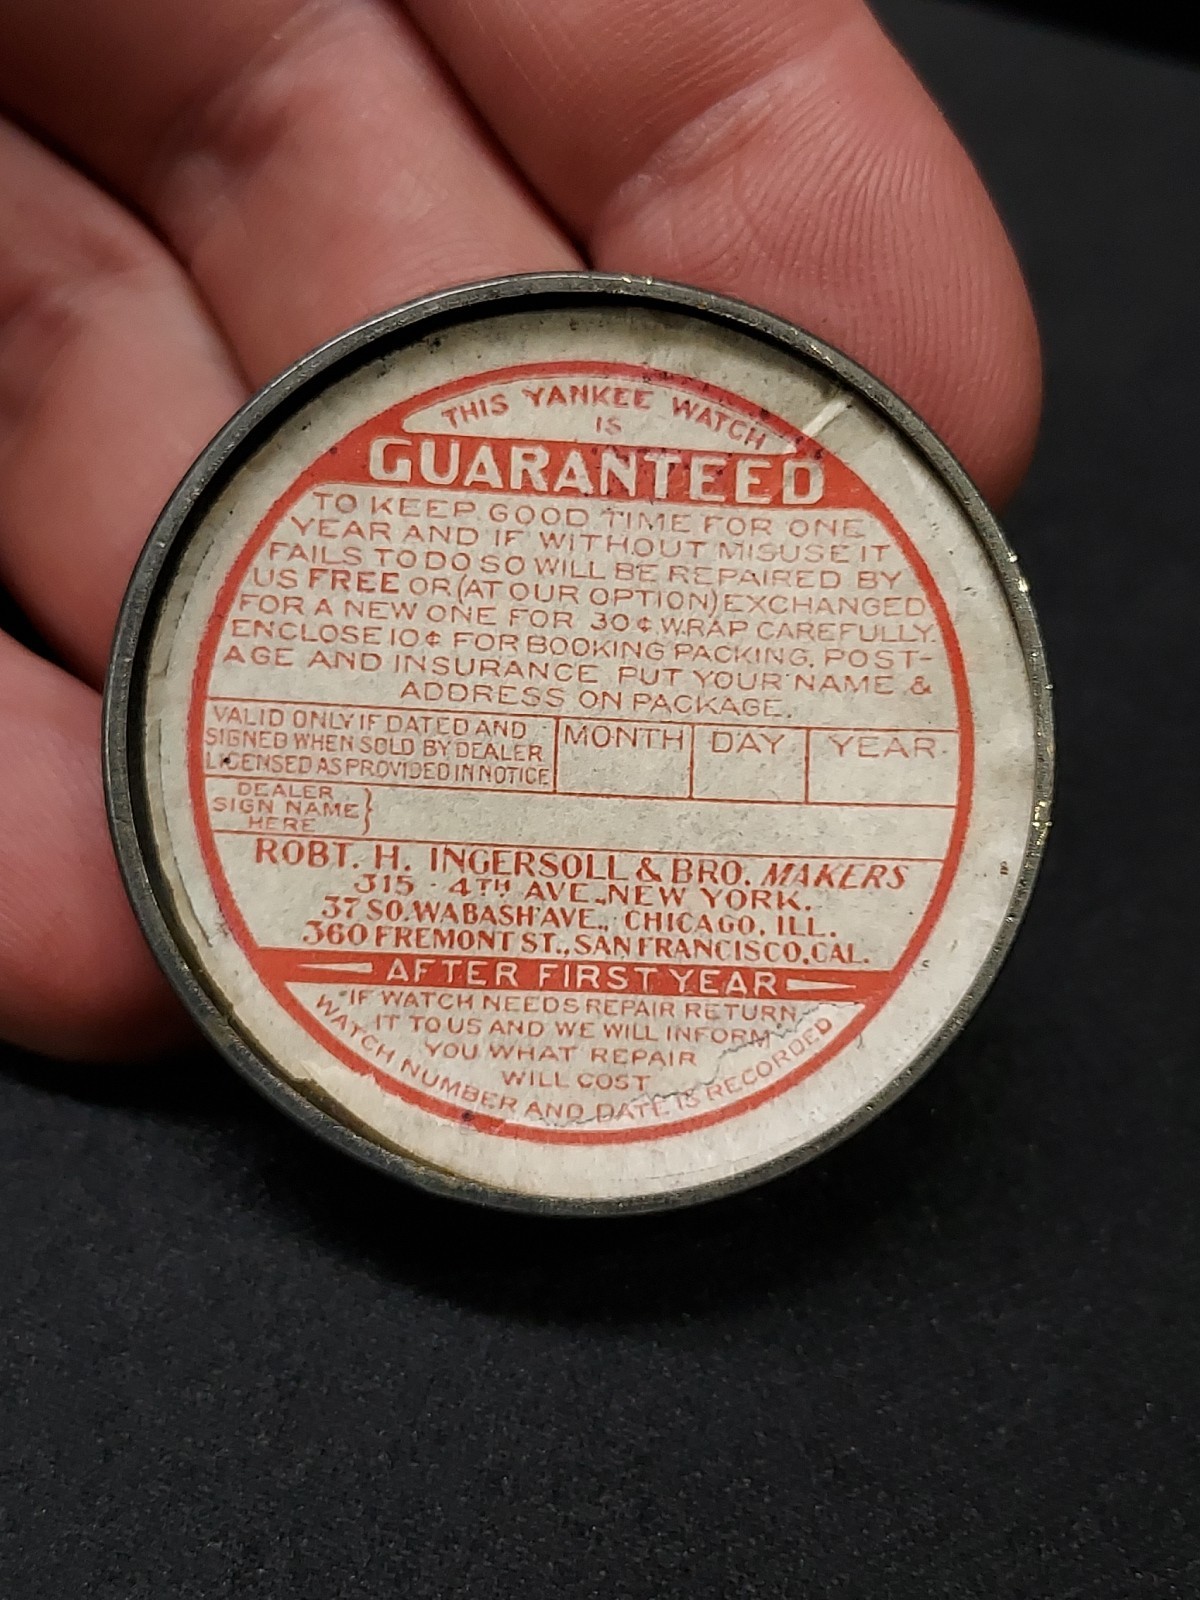 THIS YANKEE WATCH
IS
GUARANTEED
TO KEEP GOOD TIME FOR ONE
YEAR AND IF WITHOUT MISUSE IT
FAILS TO DO SO WILL BE REPAIRED BY
US FREE OR (AT OUR OPTION) EXCHANGED
FOR A NEW ONE FOR 30¢. WRAP CAREFULLY.
ENCLOSE 10¢ FOR BOOKING PACKING, POST-
AGE AND INSURANCE. PUT YOUR NAME &
ADDRESS ON PACKAGE.
VALID ONLY IF DATED AND
SIGNED WHEN SOLD BY DEALER
LICENSED AS PROVIDED IN NOTICE
MONTH DAY YEAR
DEALER
SIGN NAME
HERE
ROBT. H. INGERSOLL & BRO. MAKERS
315 - 4TH AVE., NEW YORK.
37 SO. WABASH AVE., CHICAGO, ILL.
360 FREMONT ST., SAN FRANCISCO, CAL.
AFTER FIRST YEAR
IF WATCH NEEDS REPAIR RETURN
IT TO US AND WE WILL INFORM
YOU WHAT REPAIR
WILL COST
WATCH NUMBER AND DATE IS RECORDED